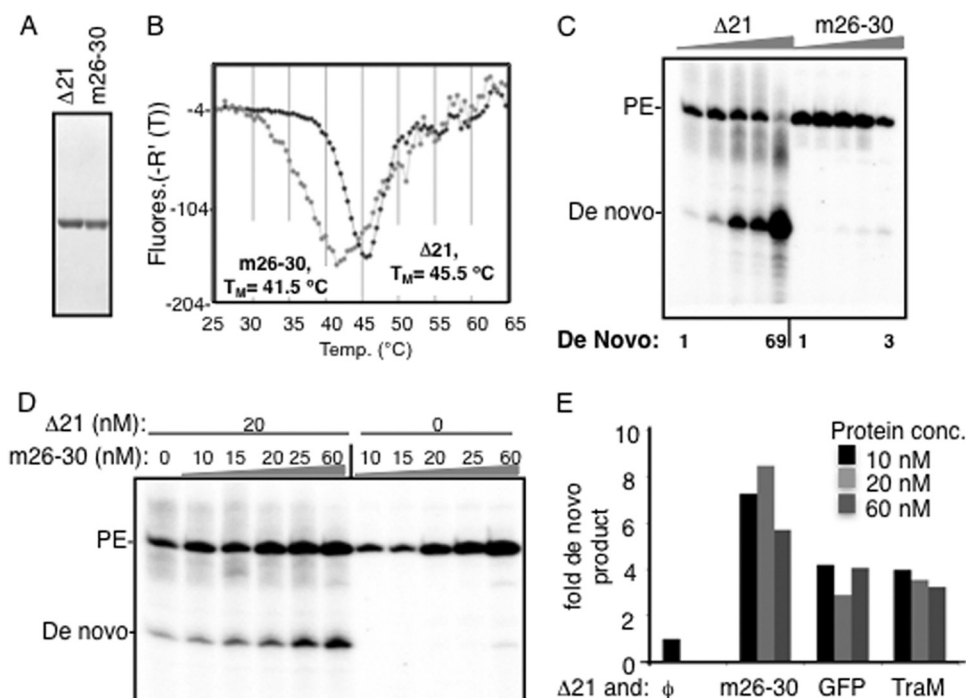 A
Δ21
m26-30
B
Fluores.(-R' (T))
-4
-104
-204
m26-30,
TM= 41.5 ºC
Δ21,
TM= 45.5 ºC
25 30 35 40 45 50 55 60 65
Temp. (°C)
C
Δ21 m26-30
PE-
De novo-
De Novo: 1 69 1 3
D
Δ21 (nM): 20 0
m26-30 (nM): 0 10 15 20 25 60 10 15 20 25 60
PE-
De novo-
E
fold de novo
product
10
8
6
4
2
0
Protein conc.
10 nM
20 nM
60 nM
Δ21 and: ϕ m26-30 GFP TraM